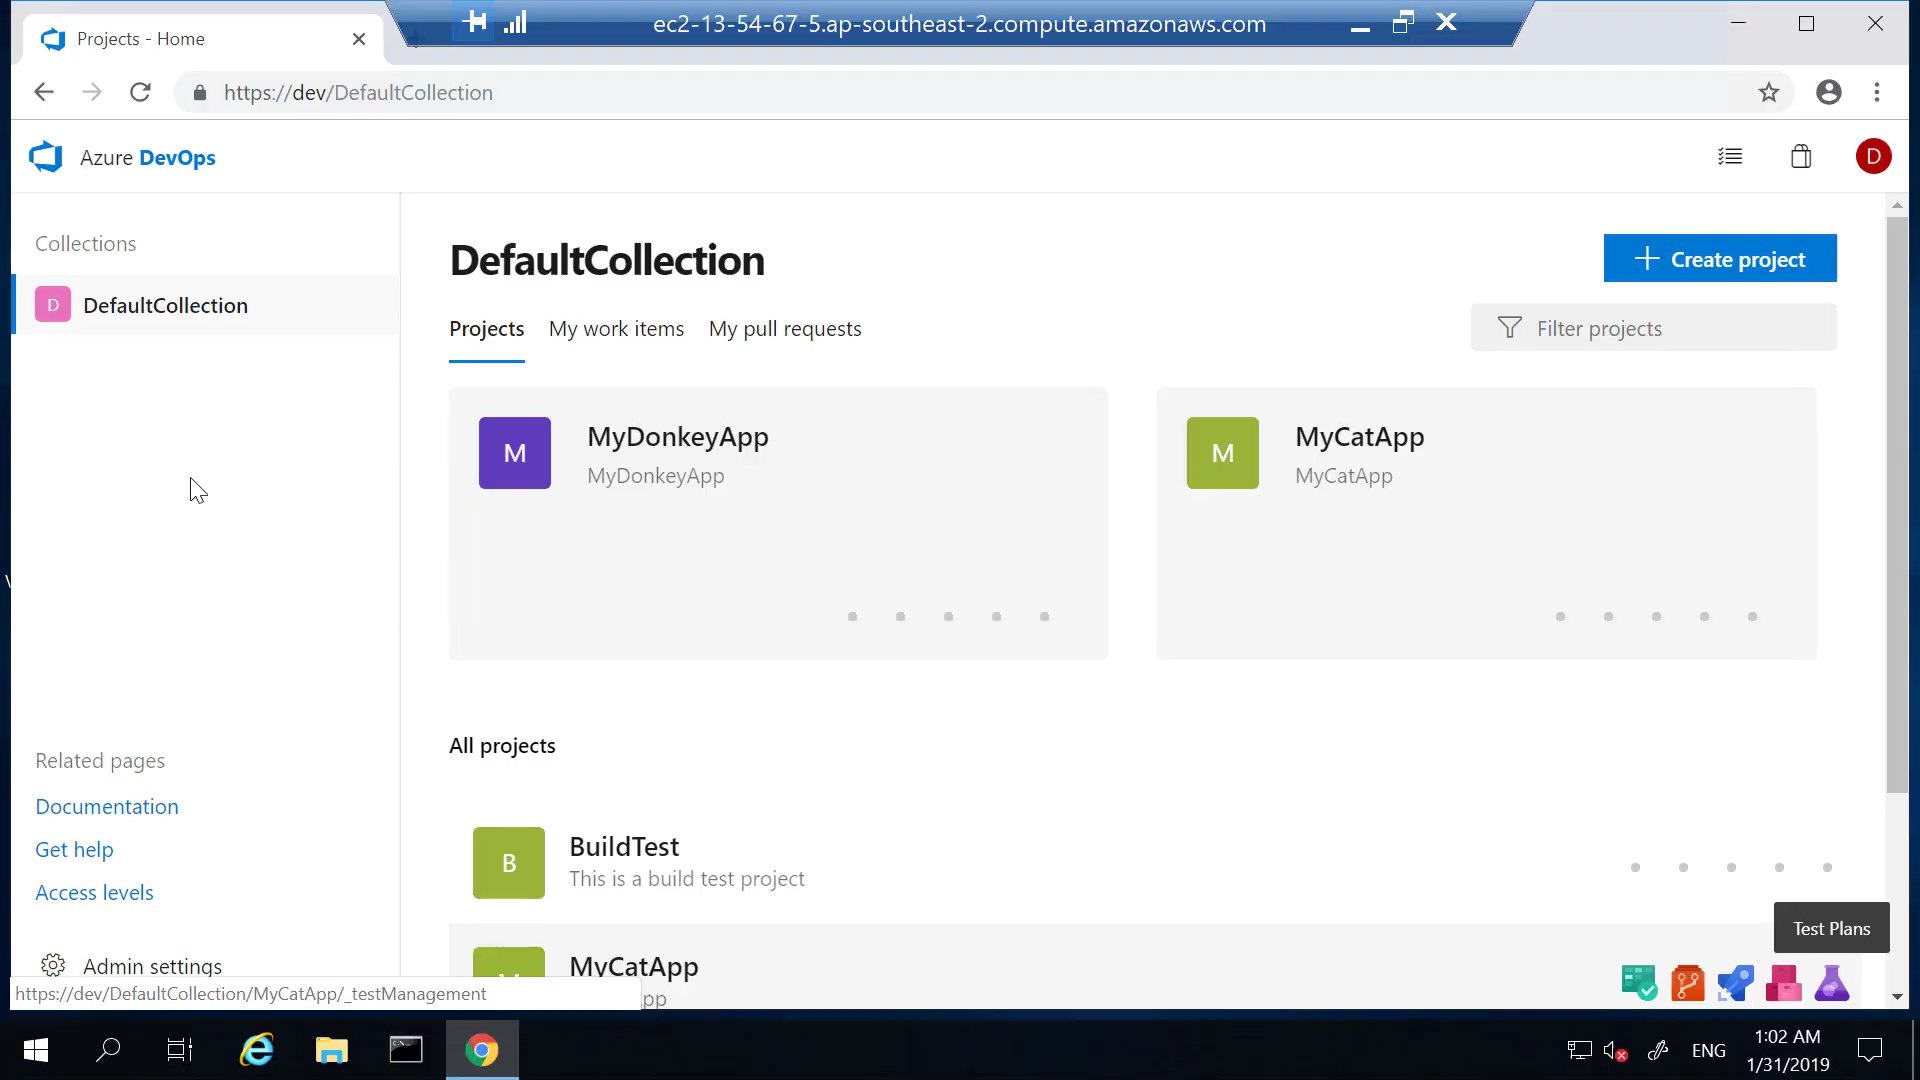 Projects - Home
ec2-13-54-67-5.ap-southeast-2.compute.amazonaws.com
https://dev/DefaultCollection
Azure DevOps
D
Collections
D DefaultCollection
DefaultCollection
Create project
Projects My work items My pull requests
Filter projects
M
MyDonkeyApp
MyDonkeyApp
M
MyCatApp
MyCatApp
All projects
B
BuildTest
This is a build test project
MyCatApp
pp
Test Plans
Related pages
Documentation
Get help
Access levels
Admin settings
https://dev/DefaultCollection/MyCatApp/_testManagement
ENG
1:02 AM
1/31/2019